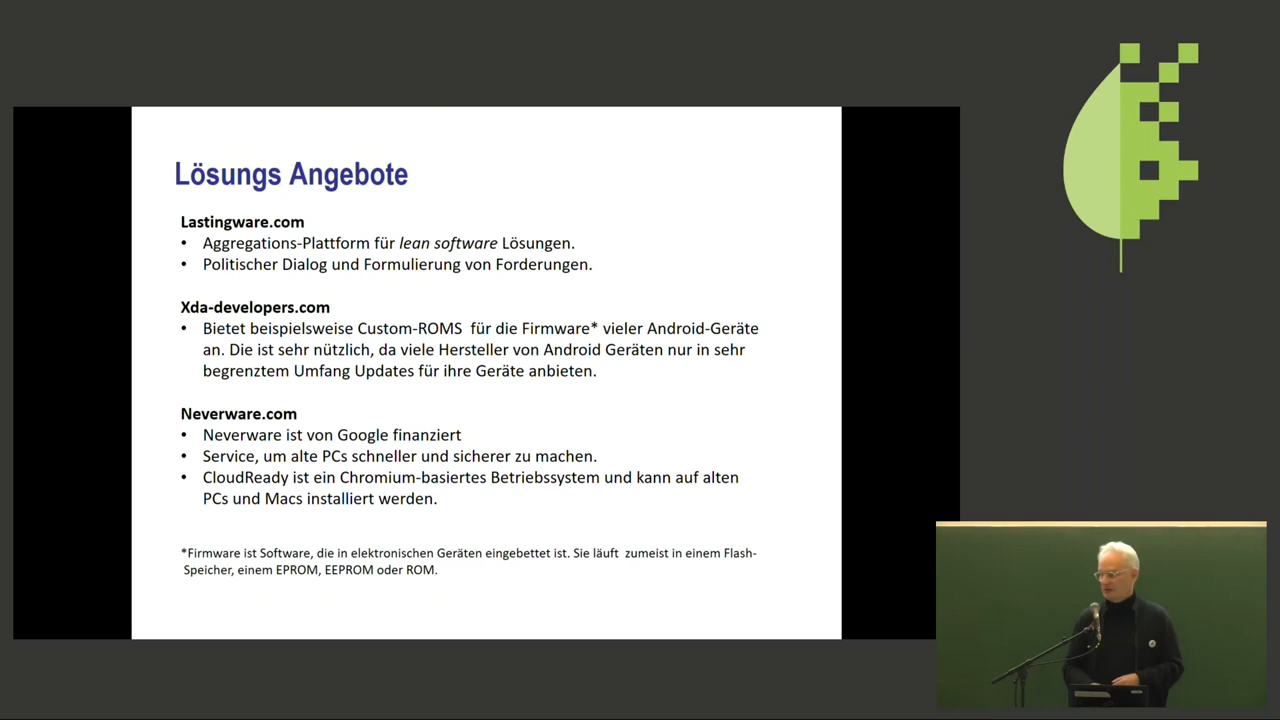 Lösungs Angebote
Lastingware.com
• Aggregations-Plattform für lean software Lösungen.
• Politischer Dialog und Formulierung von Forderungen.
Xda-developers.com
• Bietet beispielsweise Custom-ROMS für die Firmware* vieler Android-Geräte
an. Die ist sehr nützlich, da viele Hersteller von Android Geräten nur in sehr
begrenztem Umfang Updates für ihre Geräte anbieten.
Neverware.com
• Neverware ist von Google finanziert
• Service, um alte PCs schneller und sicherer zu machen.
• CloudReady ist ein Chromium-basiertes Betriebssystem und kann auf alten
PCs und Macs installiert werden.
*Firmware ist Software, die in elektronischen Geräten eingebettet ist. Sie läuft zumeist in einem Flash-
Speicher, einem EPROM, EEPROM oder ROM.